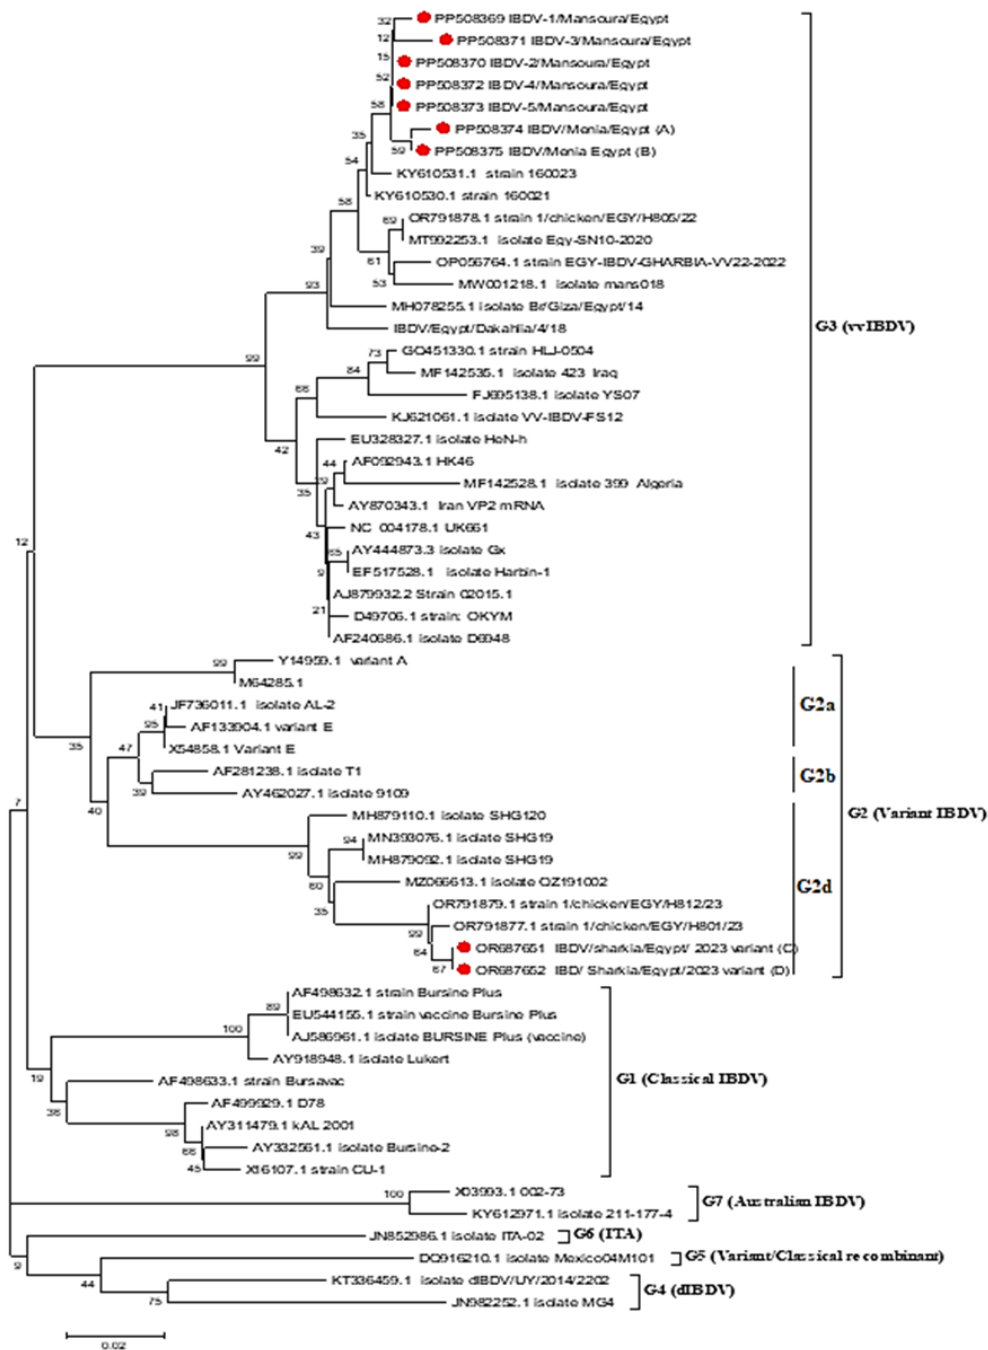 32
PP508369 IBDV-1/Mansoura/Egypt
12
PP508371 IBDV-3/Mansoura/Egypt
15
PP508370 IBDV-2/Mansoura/Egypt
52
PP508372 IBDV-4/Mansoura/Egypt
58
PP508373 IBDV-5/Mansoura/Egypt
35
PP508374 IBDV/Menia/Egypt (A)
59
PP508375 IBDV/Menia Egypt (B)
54
KY610531.1 strain 160023
KY610530.1 strain 160021
58
69
OR791878.1 strain 1/chicken/EGY/H805/22
MT992253.1 isolate Egy-SN10-2020
39
61
OP056764.1 strain EGY-IBDV-GHARBIA-VV22-2022
53
MW001218.1 isolate mans018
93
MH078255.1 isolate Br/Giza/Egypt/14
IBDV/Egypt/Dakahlia/4/18
G3 (vvIBDV)
99
73
GQ451330.1 strain HLJ-0504
84
MF142535.1 isolate 423 Iraq
66
FJ695138.1 isolate YS07
KJ621061.1 isolate VV-IBDV-FS12
42
EU328327.1 isolate HeN-h
44
AF092943.1 HK46
39
MF142528.1 isolate 399 Algeria
35
AY870343.1 Iran VP2 mRNA
43
NC 004178.1 UK661
65
AY444873.3 isolate Gx
9
EF517528.1 isolate Harbin-1
AJ879932.2 Strain 02015.1
21
D49706.1 strain: OKYM
AF240686.1 isolate D6948
12
99
Y14959.1 variant A
M64285.1
35
41
JF736011.1 isolate AL-2
G2a
95
AF133904.1 variant E
47
X54858.1 Variant E
AF281238.1 isolate T1
G2b
39
AY462027.1 isolate 9109
7
40
MH879110.1 isolate SHG120
G2 (Variant IBDV)
94
MN393076.1 isolate SHG19
99
MH879092.1 isolate SHG19
60
MZ066613.1 isolate QZ191002
G2d
35
OR791879.1 strain 1/chicken/EGY/H812/23
99
OR791877.1 strain 1/chicken/EGY/H801/23
64
OR687651 IBDV/sharkia/Egypt/ 2023 variant (C)
67
OR687652 IBD/ Sharkia/Egypt/2023 variant (D)
89
AF498632.1 strain Bursine Plus
EU544155.1 strain vaccine Bursine Plus
100
AJ586961.1 isolate BURSINE Plus (vaccine)
AY918948.1 isolate Lukert
19
AF498633.1 strain Bursavac
G1 (Classical IBDV)
38
AF499929.1 D78
98
AY311479.1 kAL 2001
66
AY332561.1 isolate Bursine-2
45
X16107.1 strain CU-1
100
X03993.1 002-73
G7 (Australian IBDV)
KY612971.1 isolate 211-177-4
JN852986.1 isolate ITA-02
G6 (ITA)
9
DQ916210.1 isolate Mexico04M101
G5 (Variant/Classical recombinant)
44
KT336459.1 isolate dIBDV/UY/2014/2202
G4 (dIBDV)
75
JN982252.1 isolate MG4
0.02